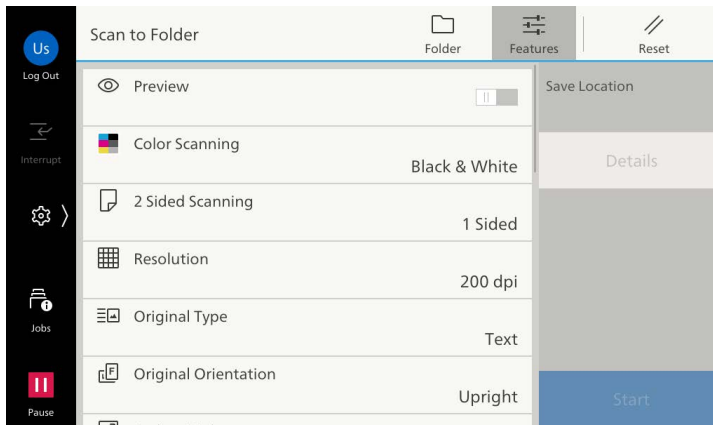 Scan to Folder
Folder
Features
Reset
Us
Log Out
Interrupt
Jobs
Pause
Preview
Color Scanning
Black & White
2 Sided Scanning
1 Sided
Resolution
200 dpi
Original Type
Text
Original Orientation
Upright
Save Location
Details
Start